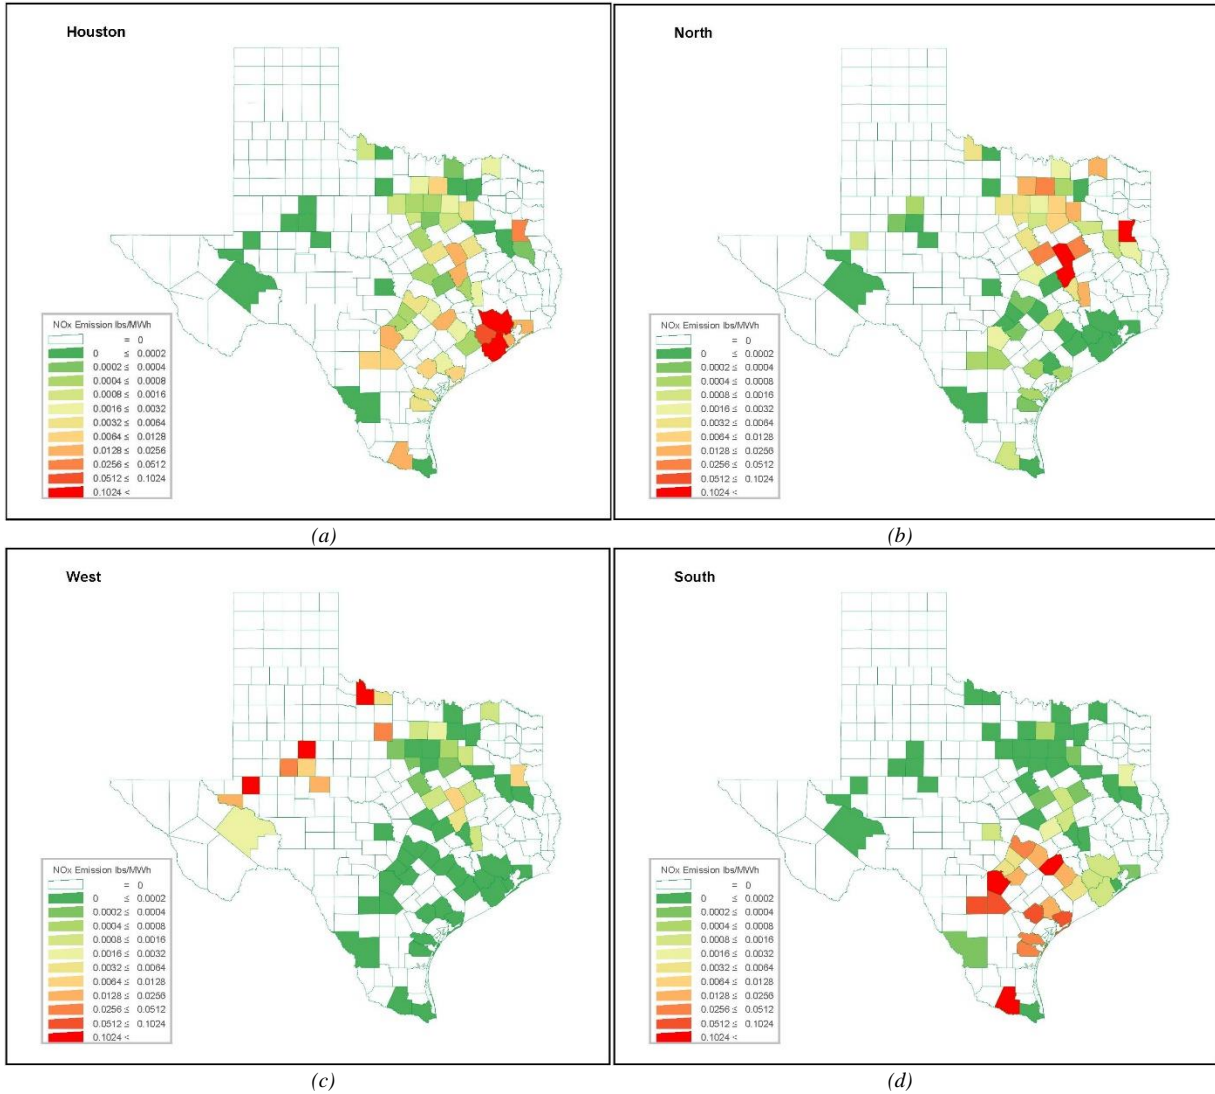 Houston
NOx Emission lbs/MWh
= 0
0 ≤ 0.0002
0.0002 ≤ 0.0004
0.0004 ≤ 0.0008
0.0008 ≤ 0.0016
0.0016 ≤ 0.0032
0.0032 ≤ 0.0064
0.0064 ≤ 0.0128
0.0128 ≤ 0.0256
0.0256 ≤ 0.0512
0.0512 ≤ 0.1024
0.1024 <
(a)
North
NOx Emission lbs/MWh
= 0
0 ≤ 0.0002
0.0002 ≤ 0.0004
0.0004 ≤ 0.0008
0.0008 ≤ 0.0016
0.0016 ≤ 0.0032
0.0032 ≤ 0.0064
0.0064 ≤ 0.0128
0.0128 ≤ 0.0256
0.0256 ≤ 0.0512
0.0512 ≤ 0.1024
0.1024 <
(b)
West
NOx Emission lbs/MWh
= 0
0 ≤ 0.0002
0.0002 ≤ 0.0004
0.0004 ≤ 0.0008
0.0008 ≤ 0.0016
0.0016 ≤ 0.0032
0.0032 ≤ 0.0064
0.0064 ≤ 0.0128
0.0128 ≤ 0.0256
0.0256 ≤ 0.0512
0.0512 ≤ 0.1024
0.1024 <
(c)
South
NOx Emission lbs/MWh
= 0
0 ≤ 0.0002
0.0002 ≤ 0.0004
0.0004 ≤ 0.0008
0.0008 ≤ 0.0016
0.0016 ≤ 0.0032
0.0032 ≤ 0.0064
0.0064 ≤ 0.0128
0.0128 ≤ 0.0256
0.0256 ≤ 0.0512
0.0512 ≤ 0.1024
0.1024 <
(d)